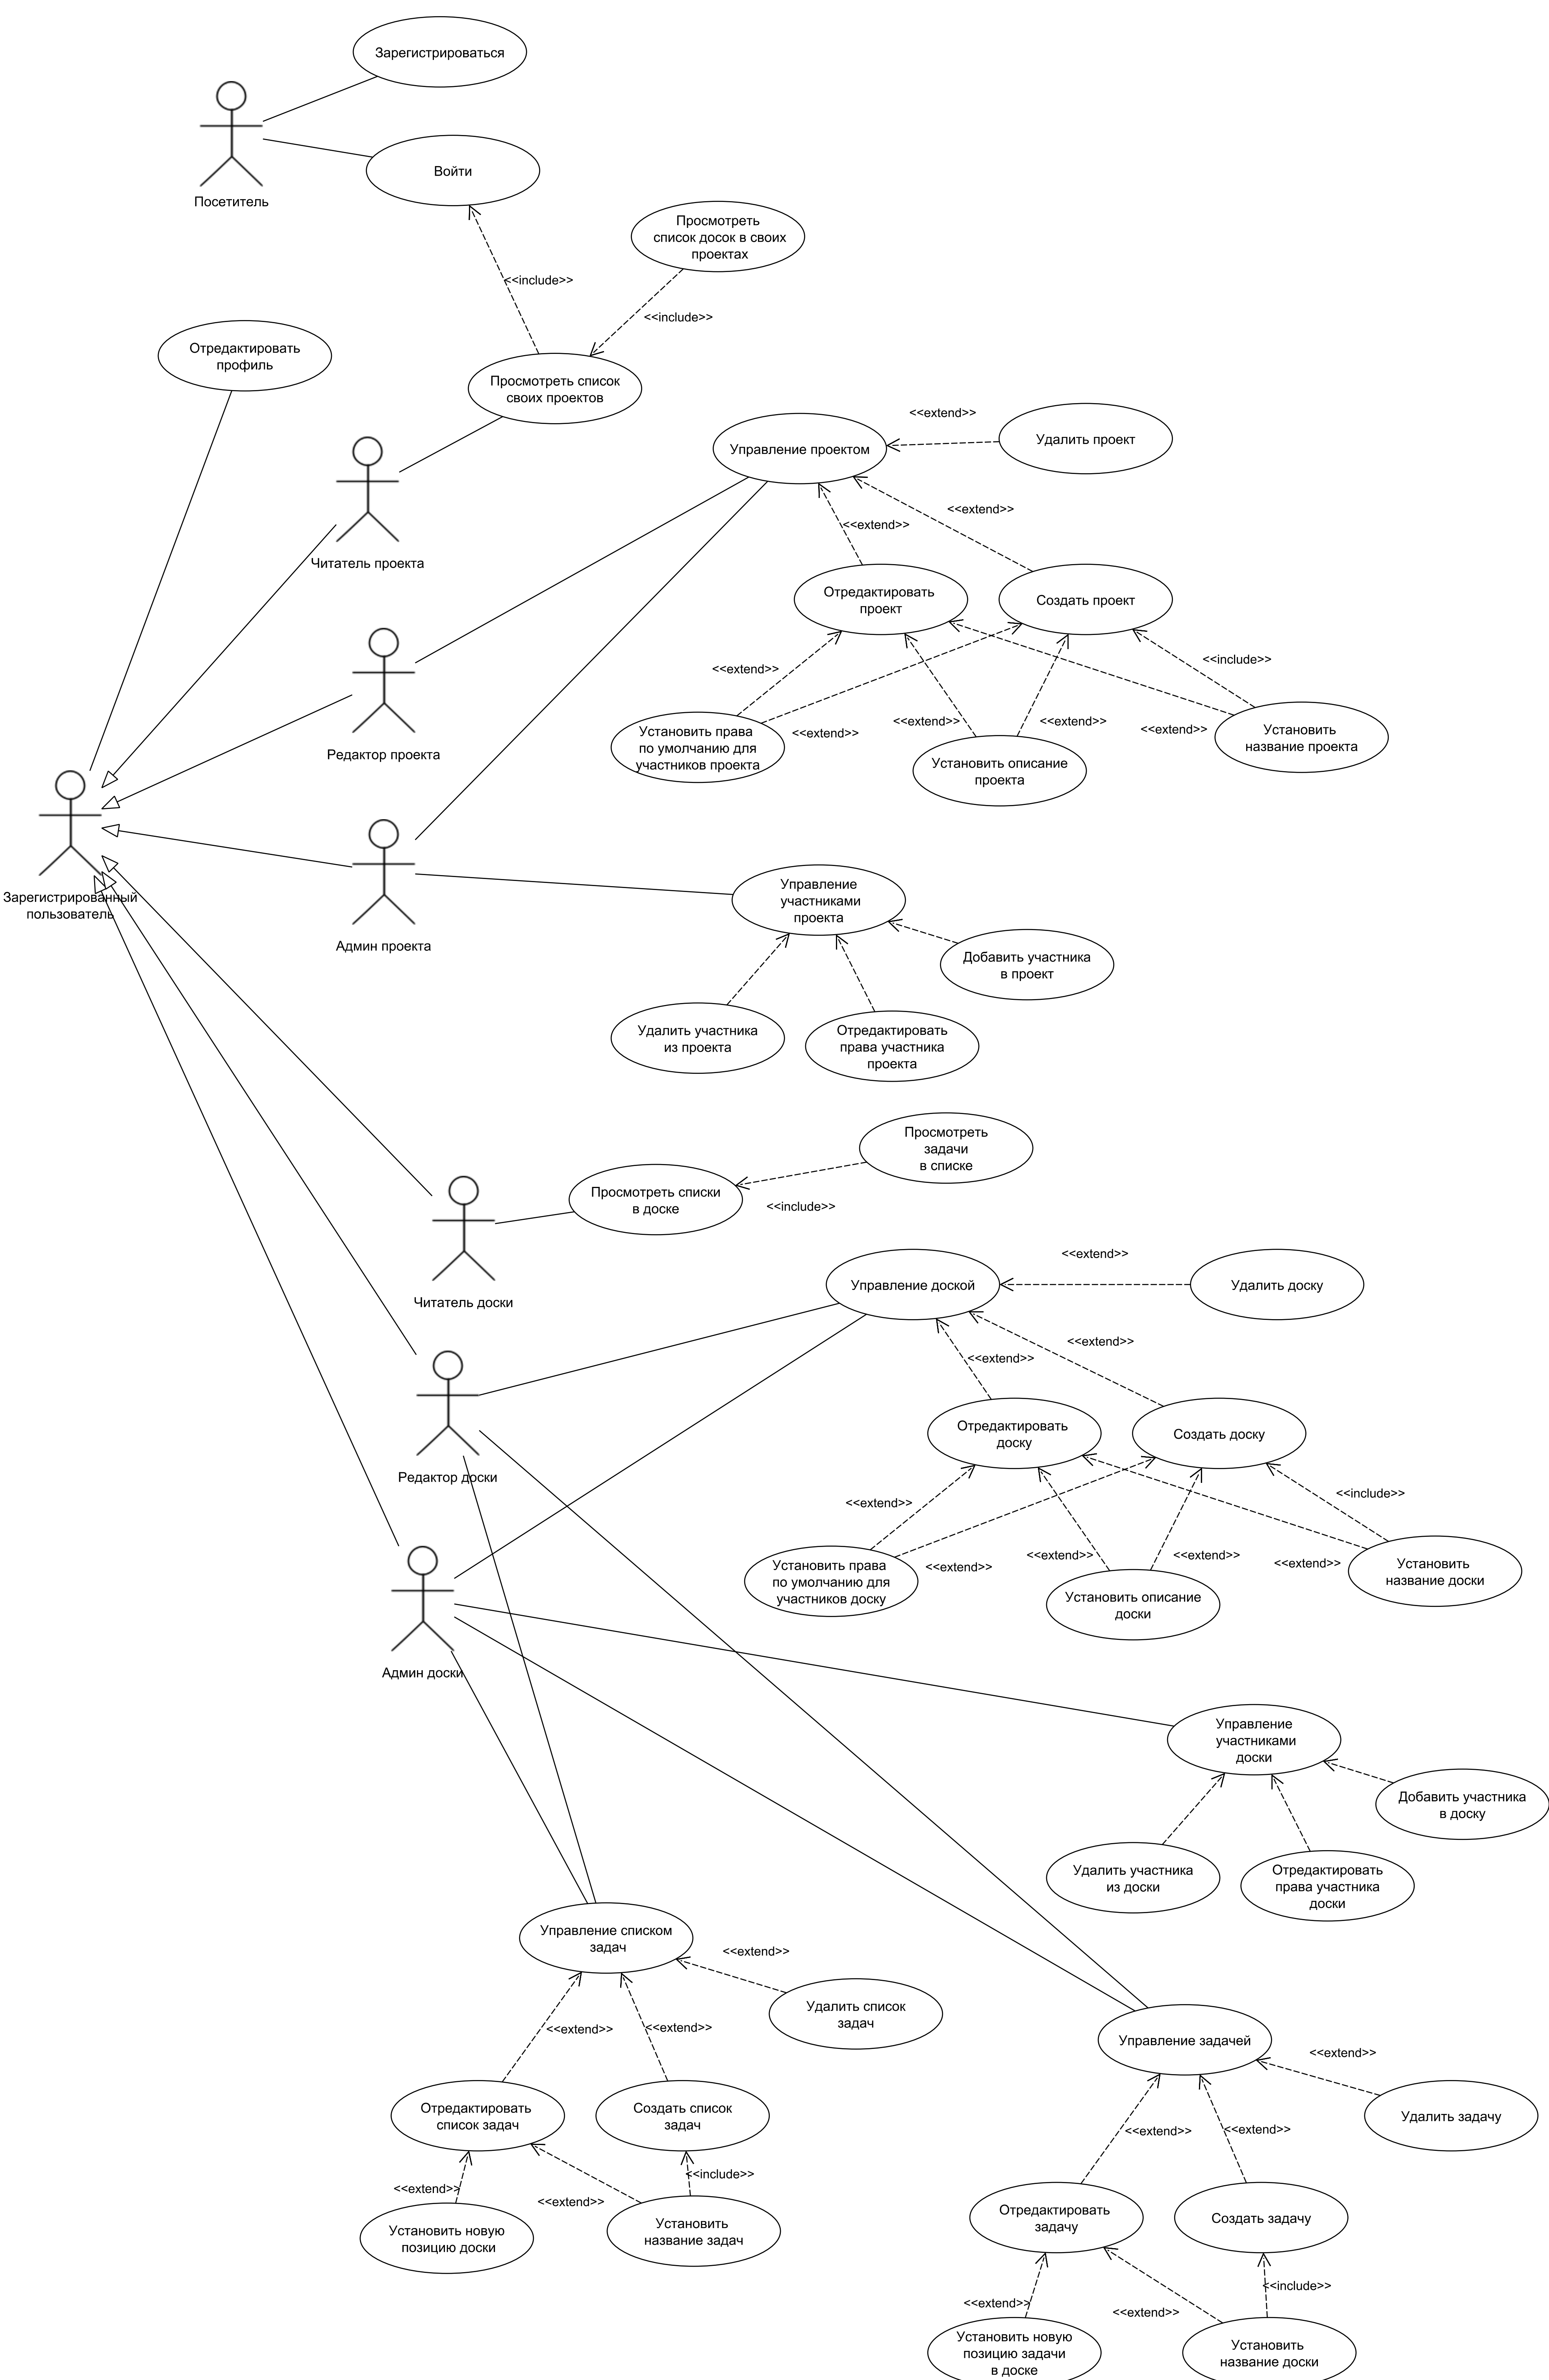 Зарегистрироваться
Войти
Посетитель
Просмотреть
список досок в своих
проектах
<<include>>
<<include>>
Отредактировать
профиль
Просмотреть список
своих проектов
<<extend>>
Управление проектом
Удалить проект
<<extend>>
<<extend>>
Читатель проекта
Отредактировать
проект
Создать проект
<<extend>>
<<include>>
Установить права
по умолчанию для
участников проекта
<<extend>>
<<extend>>
<<extend>>
<<extend>>
Установить описание
проекта
Установить
название проекта
Редактор проекта
Зарегистрированный
пользователь
Админ проекта
Управление
участниками
проекта
Добавить участника
в проект
Удалить участника
из проекта
Отредактировать
права участника
проекта
Просмотреть
задачи
в списке
Просмотреть списки
в доске
<<include>>
Читатель доски
<<extend>>
Управление доской
Удалить доску
<<extend>>
<<extend>>
Отредактировать
доску
Создать доску
Редактор доски
<<extend>>
<<include>>
Установить права
по умолчанию для
участников доску
<<extend>>
<<extend>>
<<extend>>
<<extend>>
Установить описание
доски
Установить
название доски
Админ доски
Управление
участниками
доски
Добавить участника
в доску
Удалить участника
из доски
Отредактировать
права участника
доски
Управление списком
задач
<<extend>>
Удалить список
задач
<<extend>>
<<extend>>
Отредактировать
список задач
Создать список
задач
<<include>>
<<extend>>
<<extend>>
Установить новую
позицию доски
Установить
название задач
Управление задачей
<<extend>>
Удалить задачу
<<extend>>
<<extend>>
Отредактировать
задачу
Создать задачу
<<include>>
<<extend>>
<<extend>>
Установить новую
позицию задачи
в доске
Установить
название доски